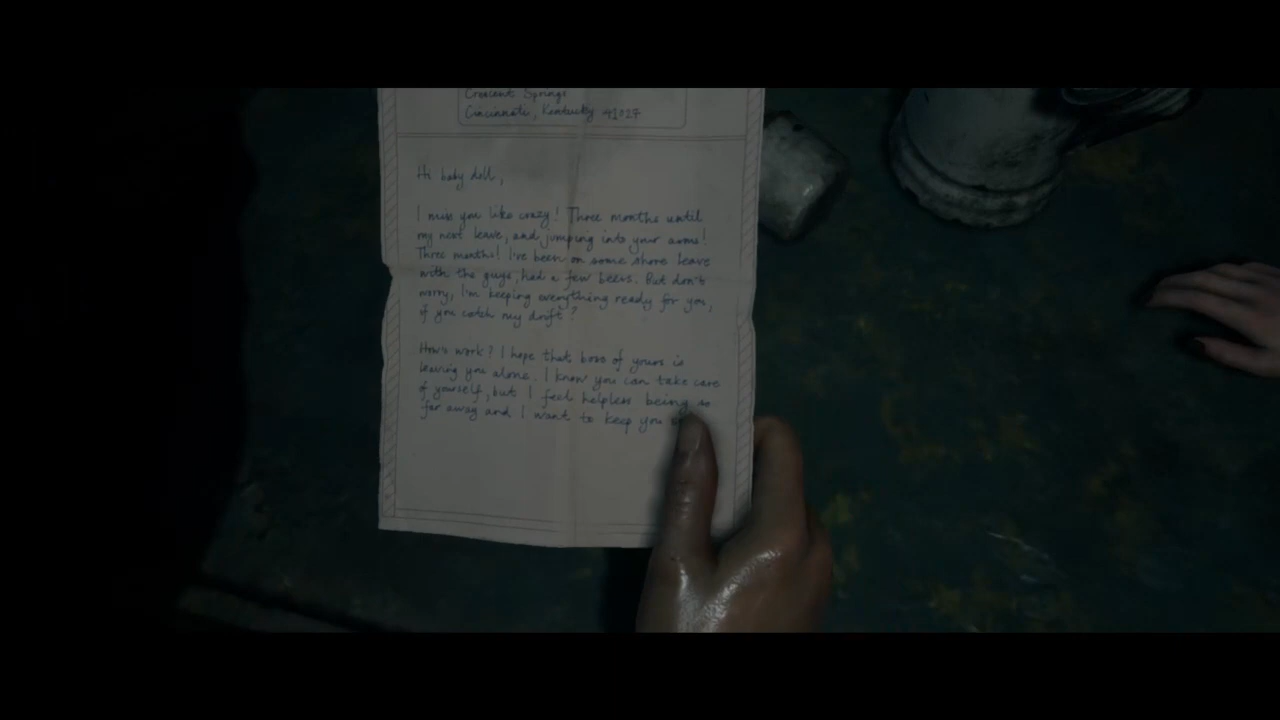 Crescent Springs
Cincinnati, Kentucky 41027
Hi baby doll,
I miss you like crazy! Three months until
my next leave, and jumping into your arms!
Three months! I've been on some shore leave
with the guys, had a few beers. But don't
worry, I'm keeping everything ready for you,
if you catch my drift?
How's work? I hope that boss of yours is
leaving you alone. I know you can take care
of yourself, but I feel helpless being so
far away and I want to keep you